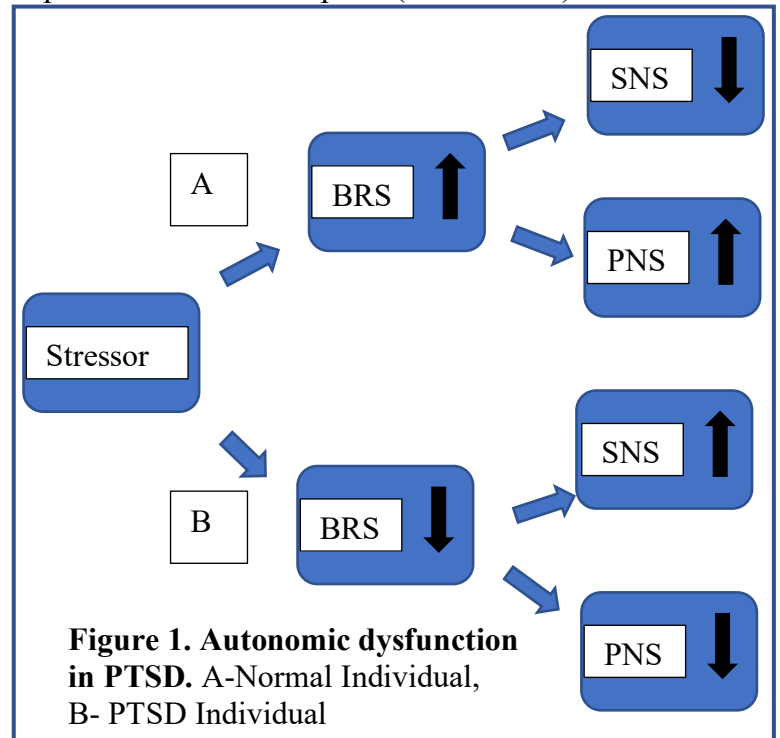 SNS
A
BRS
PNS
Stressor
SNS
B
BRS
PNS
Figure 1. Autonomic dysfunction
in PTSD. A-Normal Individual,
B- PTSD Individual